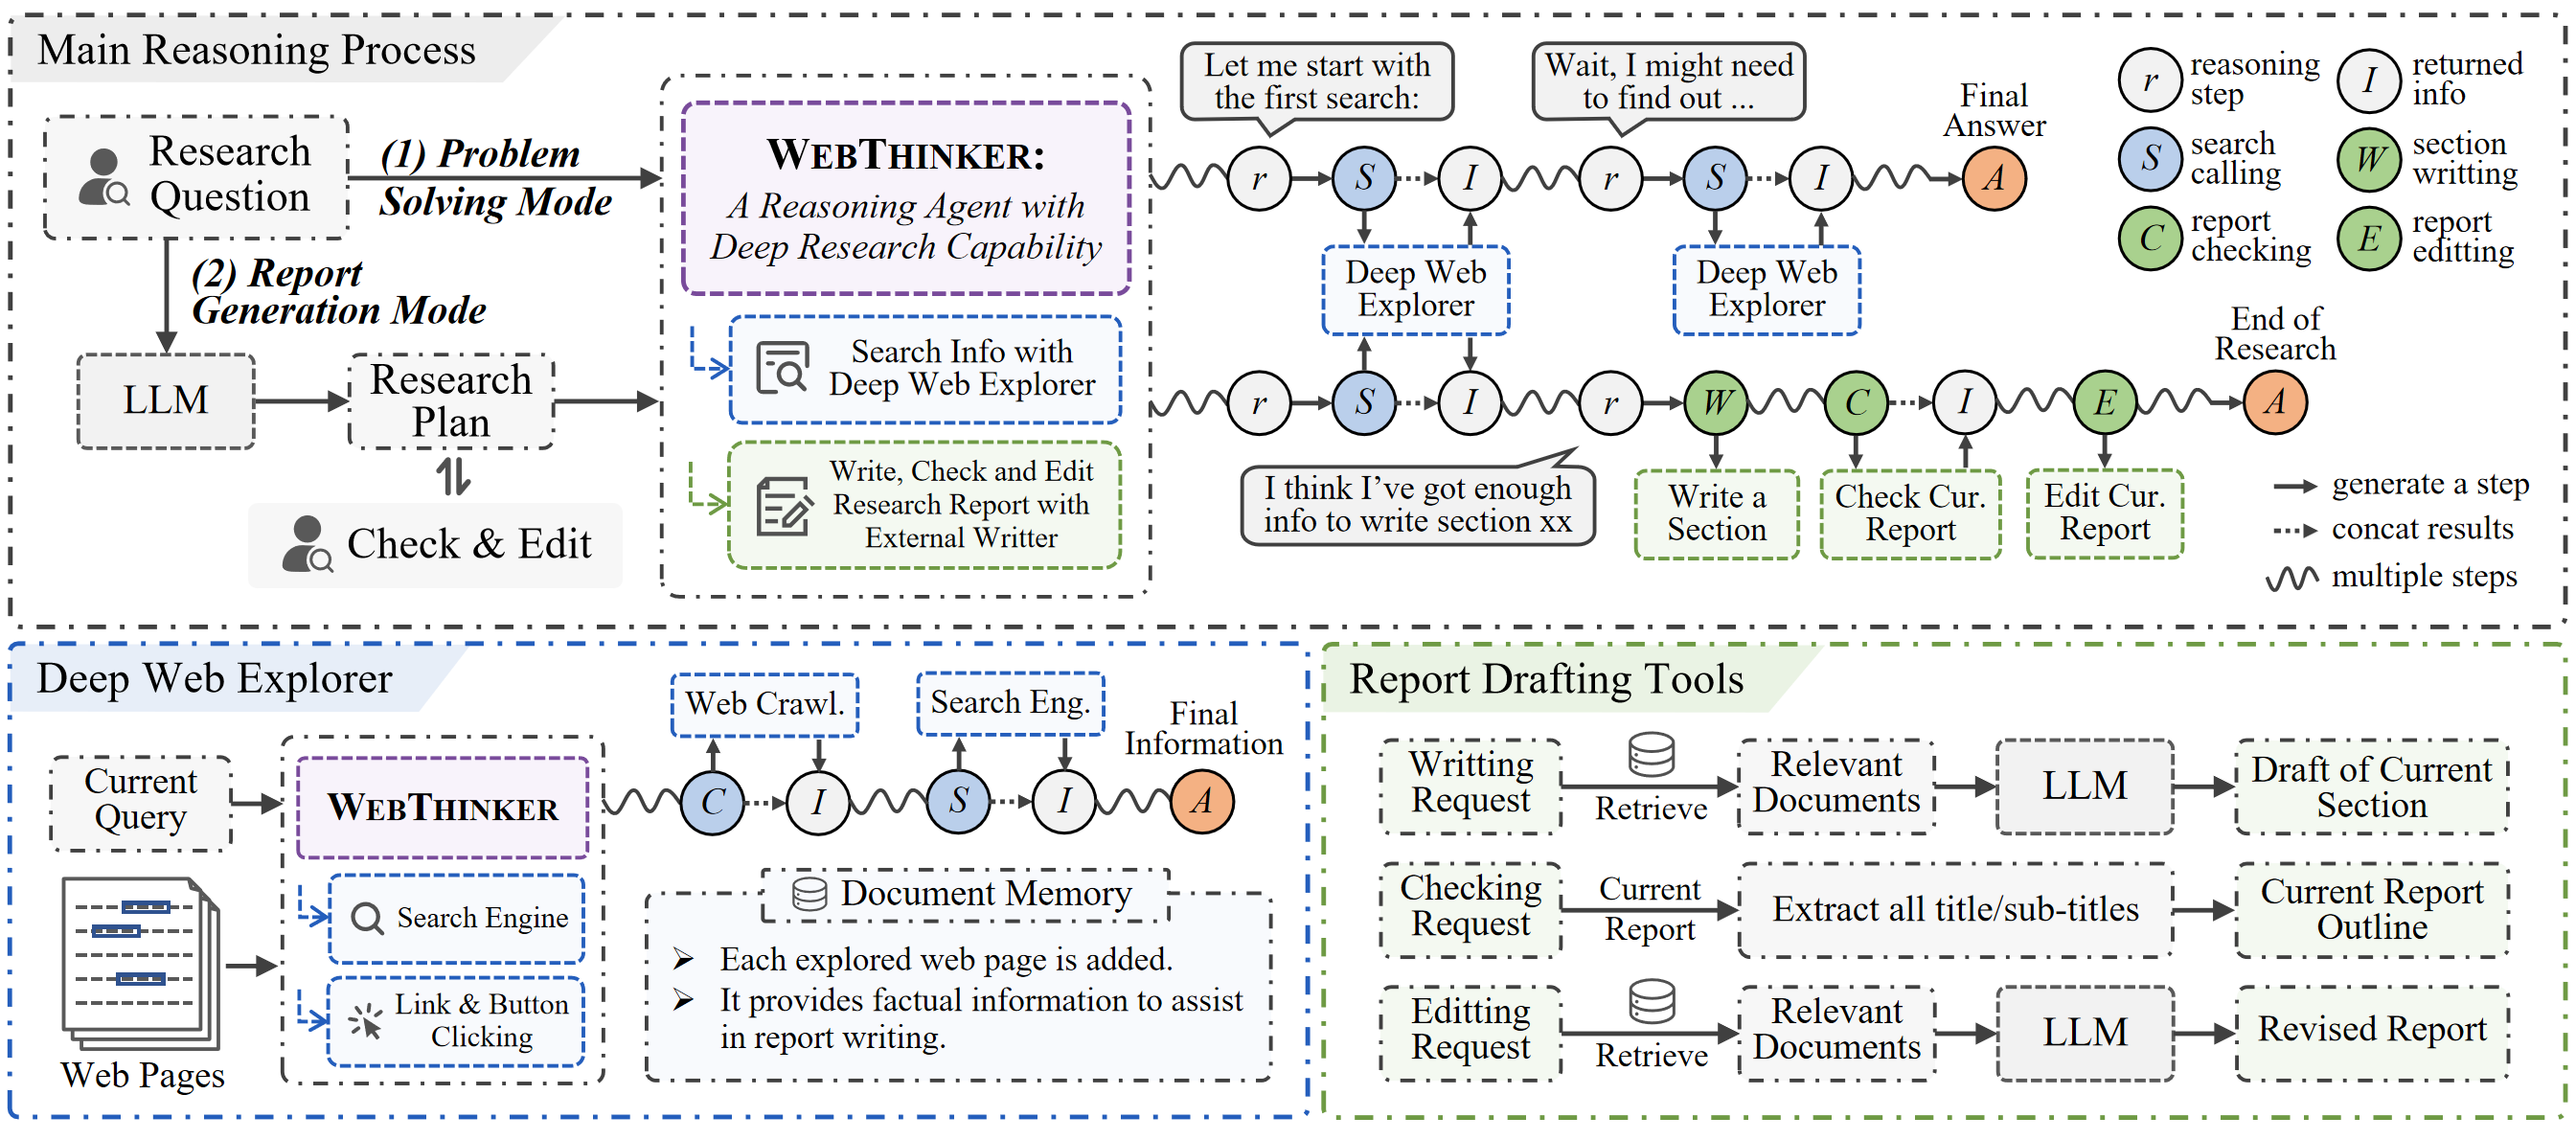 Main Reasoning Process
Research
Question
(1) Problem
Solving Mode
(2) Report
Generation Mode
LLM
Research
Plan
Check & Edit
WEBTHINKER:
A Reasoning Agent with
Deep Research Capability
Search Info with
Deep Web Explorer
Write, Check and Edit
Research Report with
External Writter
Let me start with
the first search:
Wait, I might need
to find out ...
Final
Answer
r
S
I
r
S
I
A
Deep Web
Explorer
Deep Web
Explorer
r
S
I
r
W
C
I
E
A
End of
Research
I think I've got enough
info to write section xx
Write a
Section
Check Cur.
Report
Edit Cur.
Report
r
reasoning
step
I
returned
info
S
search
calling
W
section
writting
C
report
checking
E
report
editting
generate a step
concat results
multiple steps
Deep Web Explorer
Current
Query
Web Pages
WEBTHINKER
Search Engine
Link & Button
Clicking
Web Crawl.
Search Eng.
Final
Information
C
I
S
I
A
Document Memory
➢ Each explored web page is added.
➢ It provides factual information to assist
in report writing.
Report Drafting Tools
Writting
Request
Retrieve
Relevant
Documents
LLM
Draft of Current
Section
Checking
Request
Current
Report
Extract all title/sub-titles
Current Report
Outline
Editting
Request
Retrieve
Relevant
Documents
LLM
Revised Report